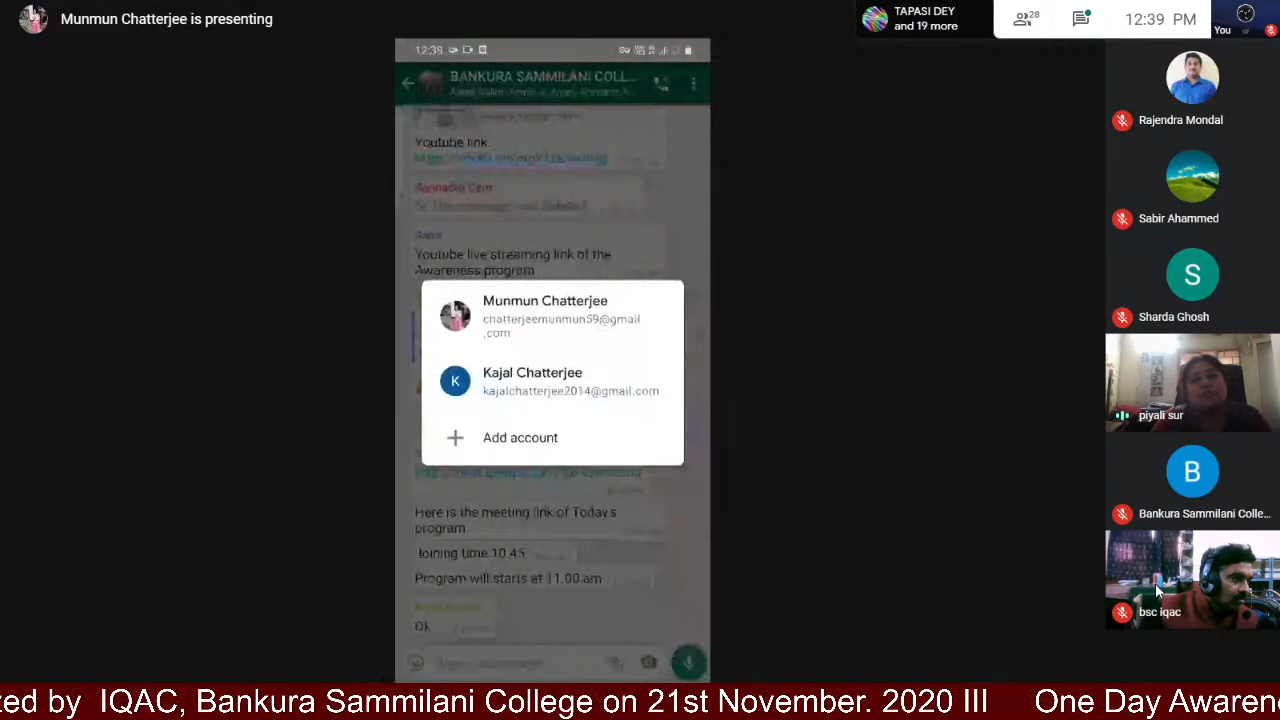 Munmun Chatterjee is presenting
TAPASI DEY
and 19 more
28
12:39 PM
You
12:39
BANKURA SAMMILANI COLL...
Youtube link
Youtube live streaming link of the
Awareness program
Munmun Chatterjee
chatterjeemunmun59@gmail
.com
Kajal Chatterjee
K
kajalchatterjee2014@gmail.com
+ Add account
Here is the meeting link of Today's
program
Joining time 10.45
Program will starts at 11.00 am
Ok
Rajendra Mondal
Sabir Ahammed
S
Sharda Ghosh
piyali sur
B
Bankura Sammilani Colle...
bsc iqac
zed by IQAC, Bankura Sammilani College on 21st November. 2020 III One Day Awaren